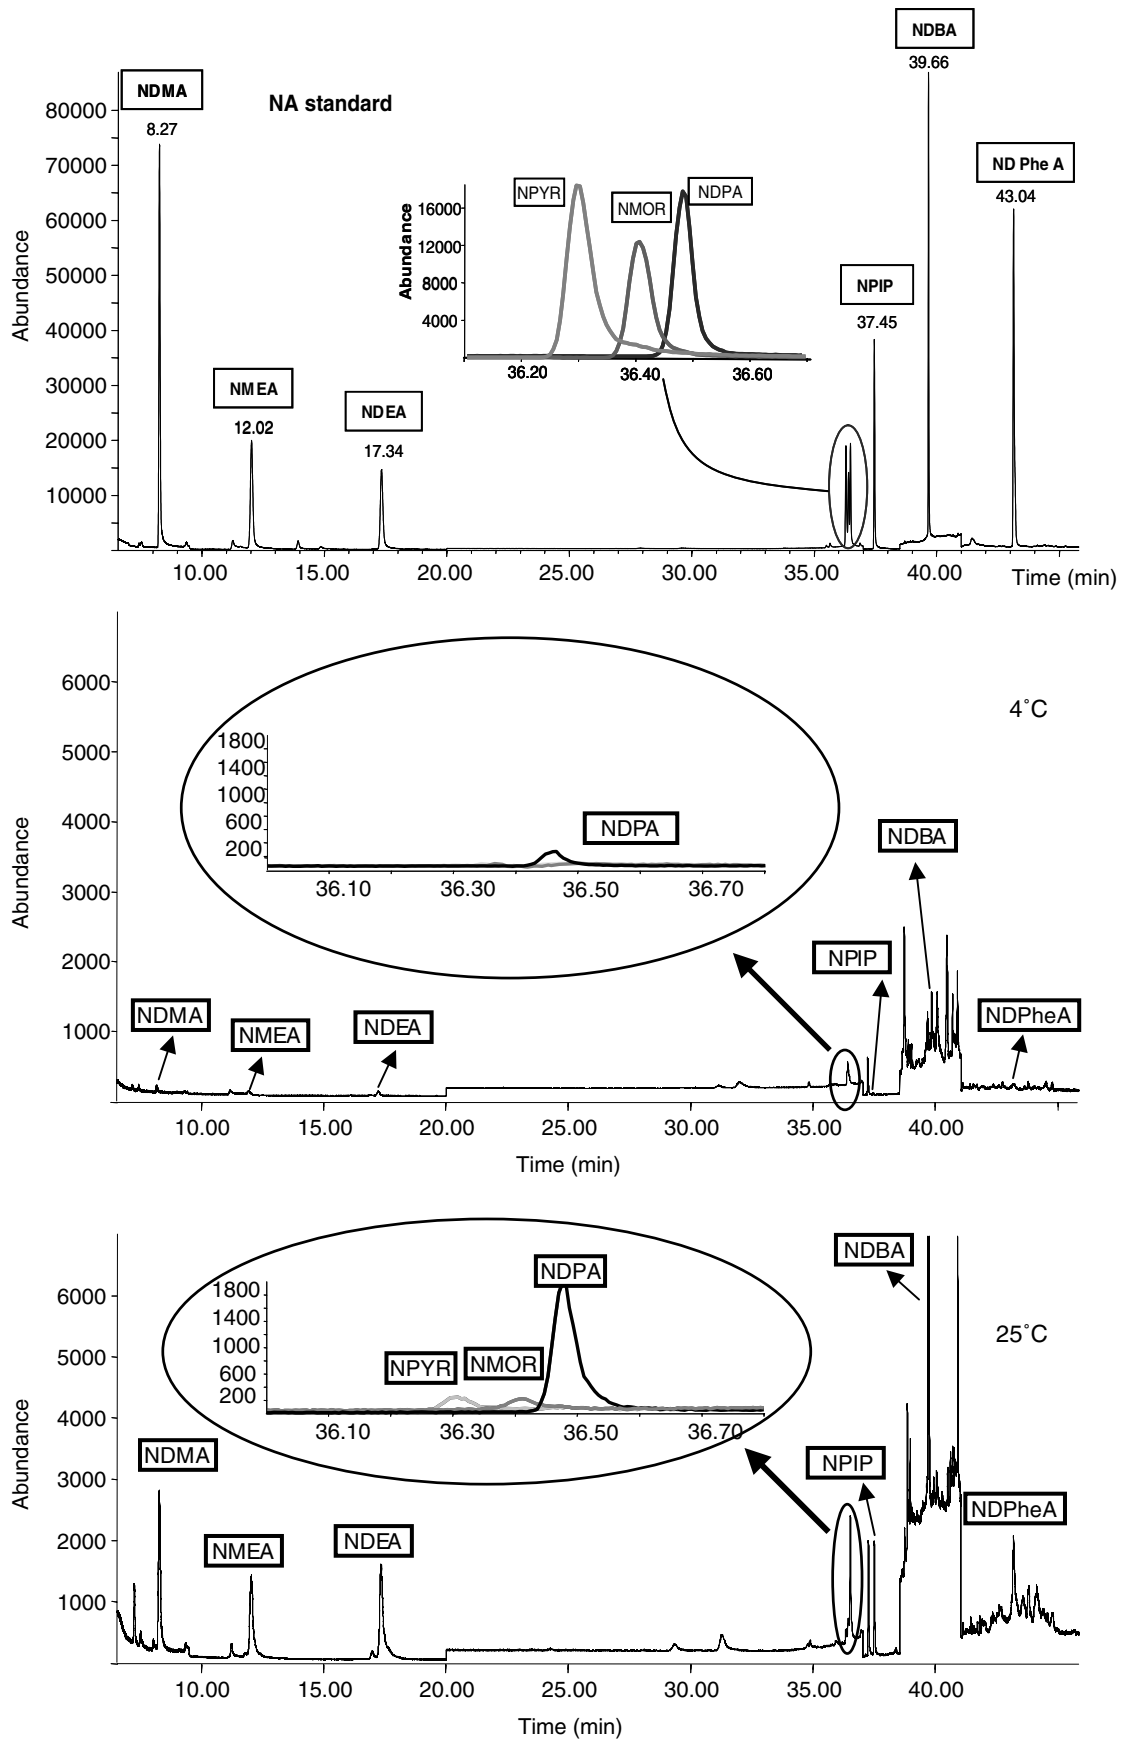 NDBA
39.66
NDMA
8.27
NA standard
80000
70000
60000
50000
40000
30000
20000
10000
Abundance
ND Phe A
43.04
NPYR
NMOR
NDPA
16000
12000
8000
4000
Abundance
36.20 36.40 36.60
NPIP
37.45
NMEA
12.02
NDEA
17.34
10.00 15.00 20.00 25.00 30.00 35.00 40.00
Time (min)
6000
5000
4000
3000
2000
1000
Abundance
4˚C
1800
1400
1000
600
200
NDPA
36.10 36.30 36.50 36.70
NDBA
NPIP
NDMA
NMEA
NDEA
NDPheA
10.00 15.00 20.00 25.00 30.00 35.00 40.00
Time (min)
6000
5000
4000
3000
2000
1000
Abundance
NDBA
25˚C
NDPA
1800
1400
1000
600
200
NPYR
NMOR
36.10 36.30 36.50 36.70
NDMA
NPIP
NDPheA
NMEA
NDEA
10.00 15.00 20.00 25.00 30.00 35.00 40.00
Time (min)